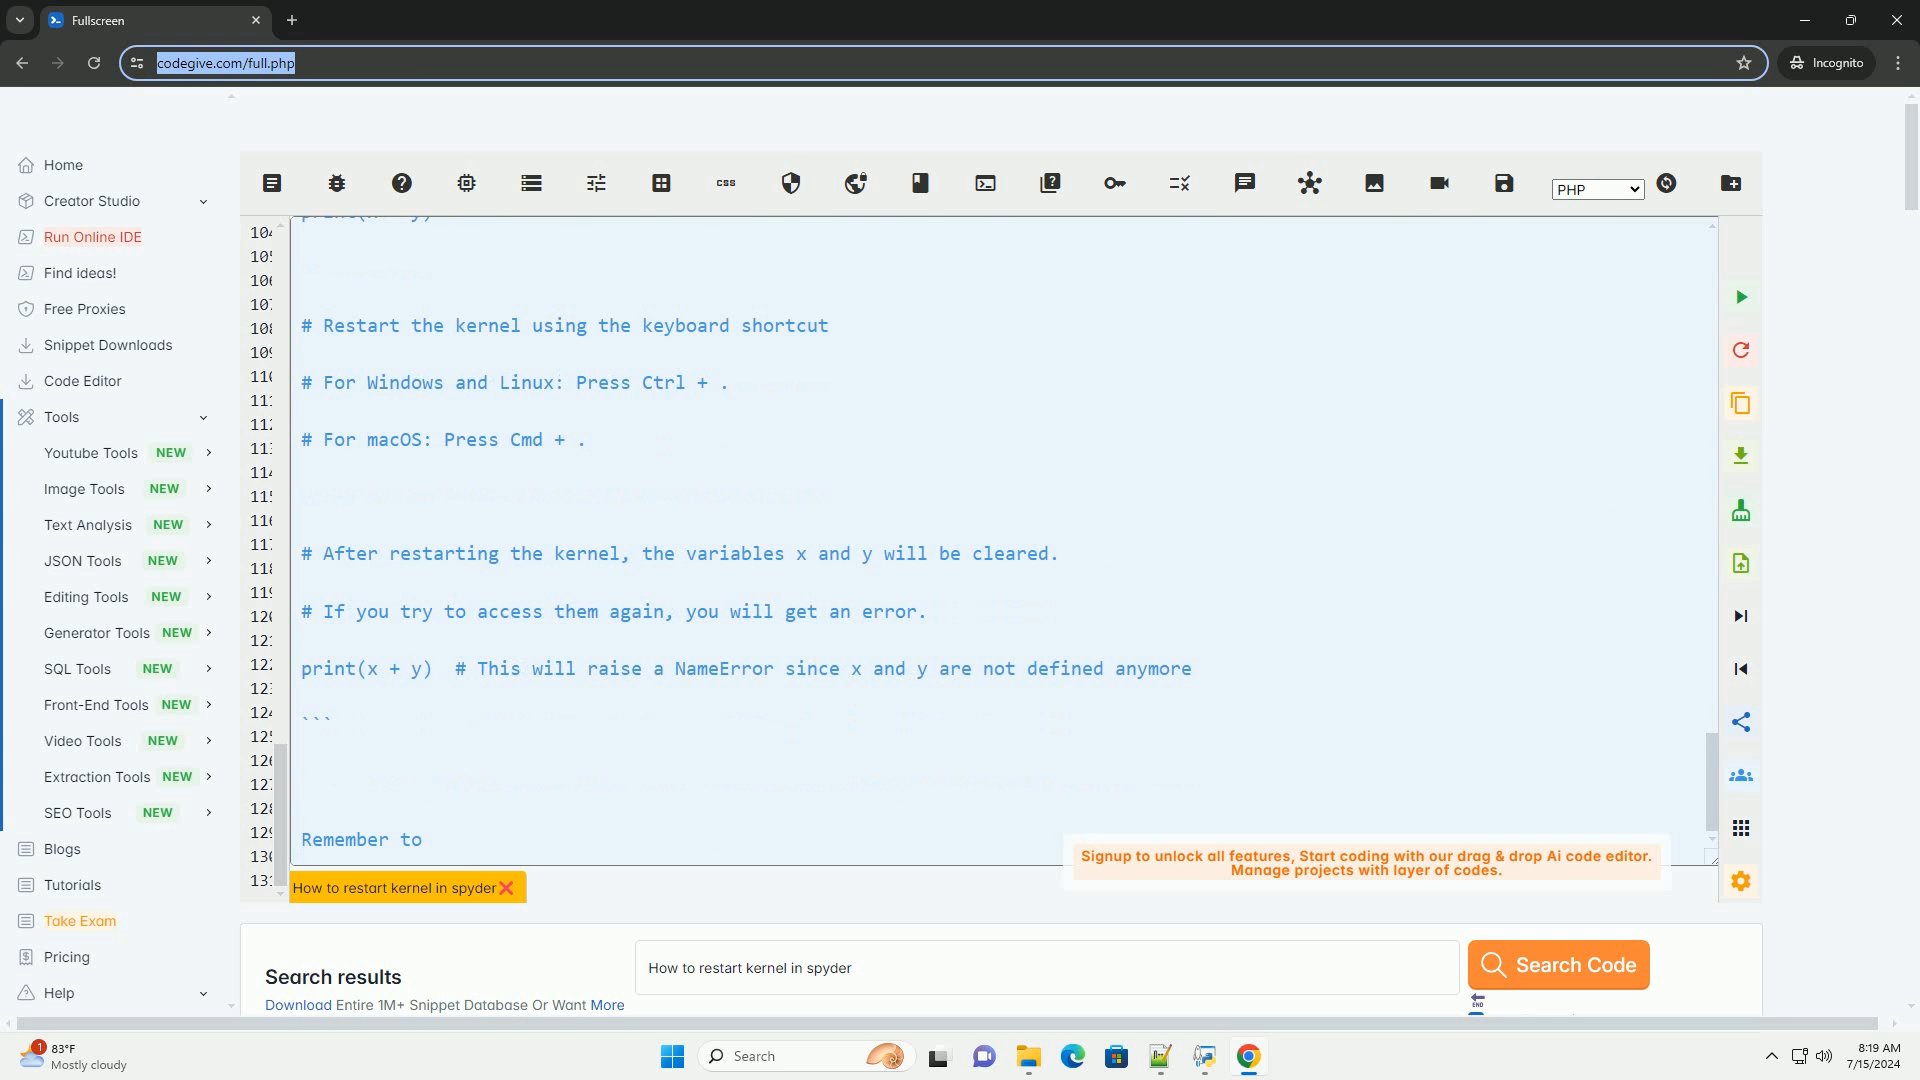 Fullscreen
codegive.com/full.php
Incognito
Home
Creator Studio
Run Online IDE
Find ideas!
Free Proxies
Snippet Downloads
Code Editor
Tools
Youtube Tools NEW
Image Tools NEW
Text Analysis NEW
JSON Tools NEW
Editing Tools NEW
Generator Tools NEW
SQL Tools NEW
Front-End Tools NEW
Video Tools NEW
Extraction Tools NEW
SEO Tools NEW
Blogs
Tutorials
Take Exam
Pricing
Help
css
PHP
# Restart the kernel using the keyboard shortcut
# For Windows and Linux: Press Ctrl + .
# For macOS: Press Cmd + .
# After restarting the kernel, the variables x and y will be cleared.
# If you try to access them again, you will get an error.
print(x + y)  # This will raise a NameError since x and y are not defined anymore
```
Remember to
Signup to unlock all features, Start coding with our drag & drop Ai code editor.
Manage projects with layer of codes.
How to restart kernel in spyder
Search results
Download Entire 1M+ Snippet Database Or Want More
How to restart kernel in spyder
Search Code
END
1
83°F
Mostly cloudy
Search
8:19 AM
7/15/2024